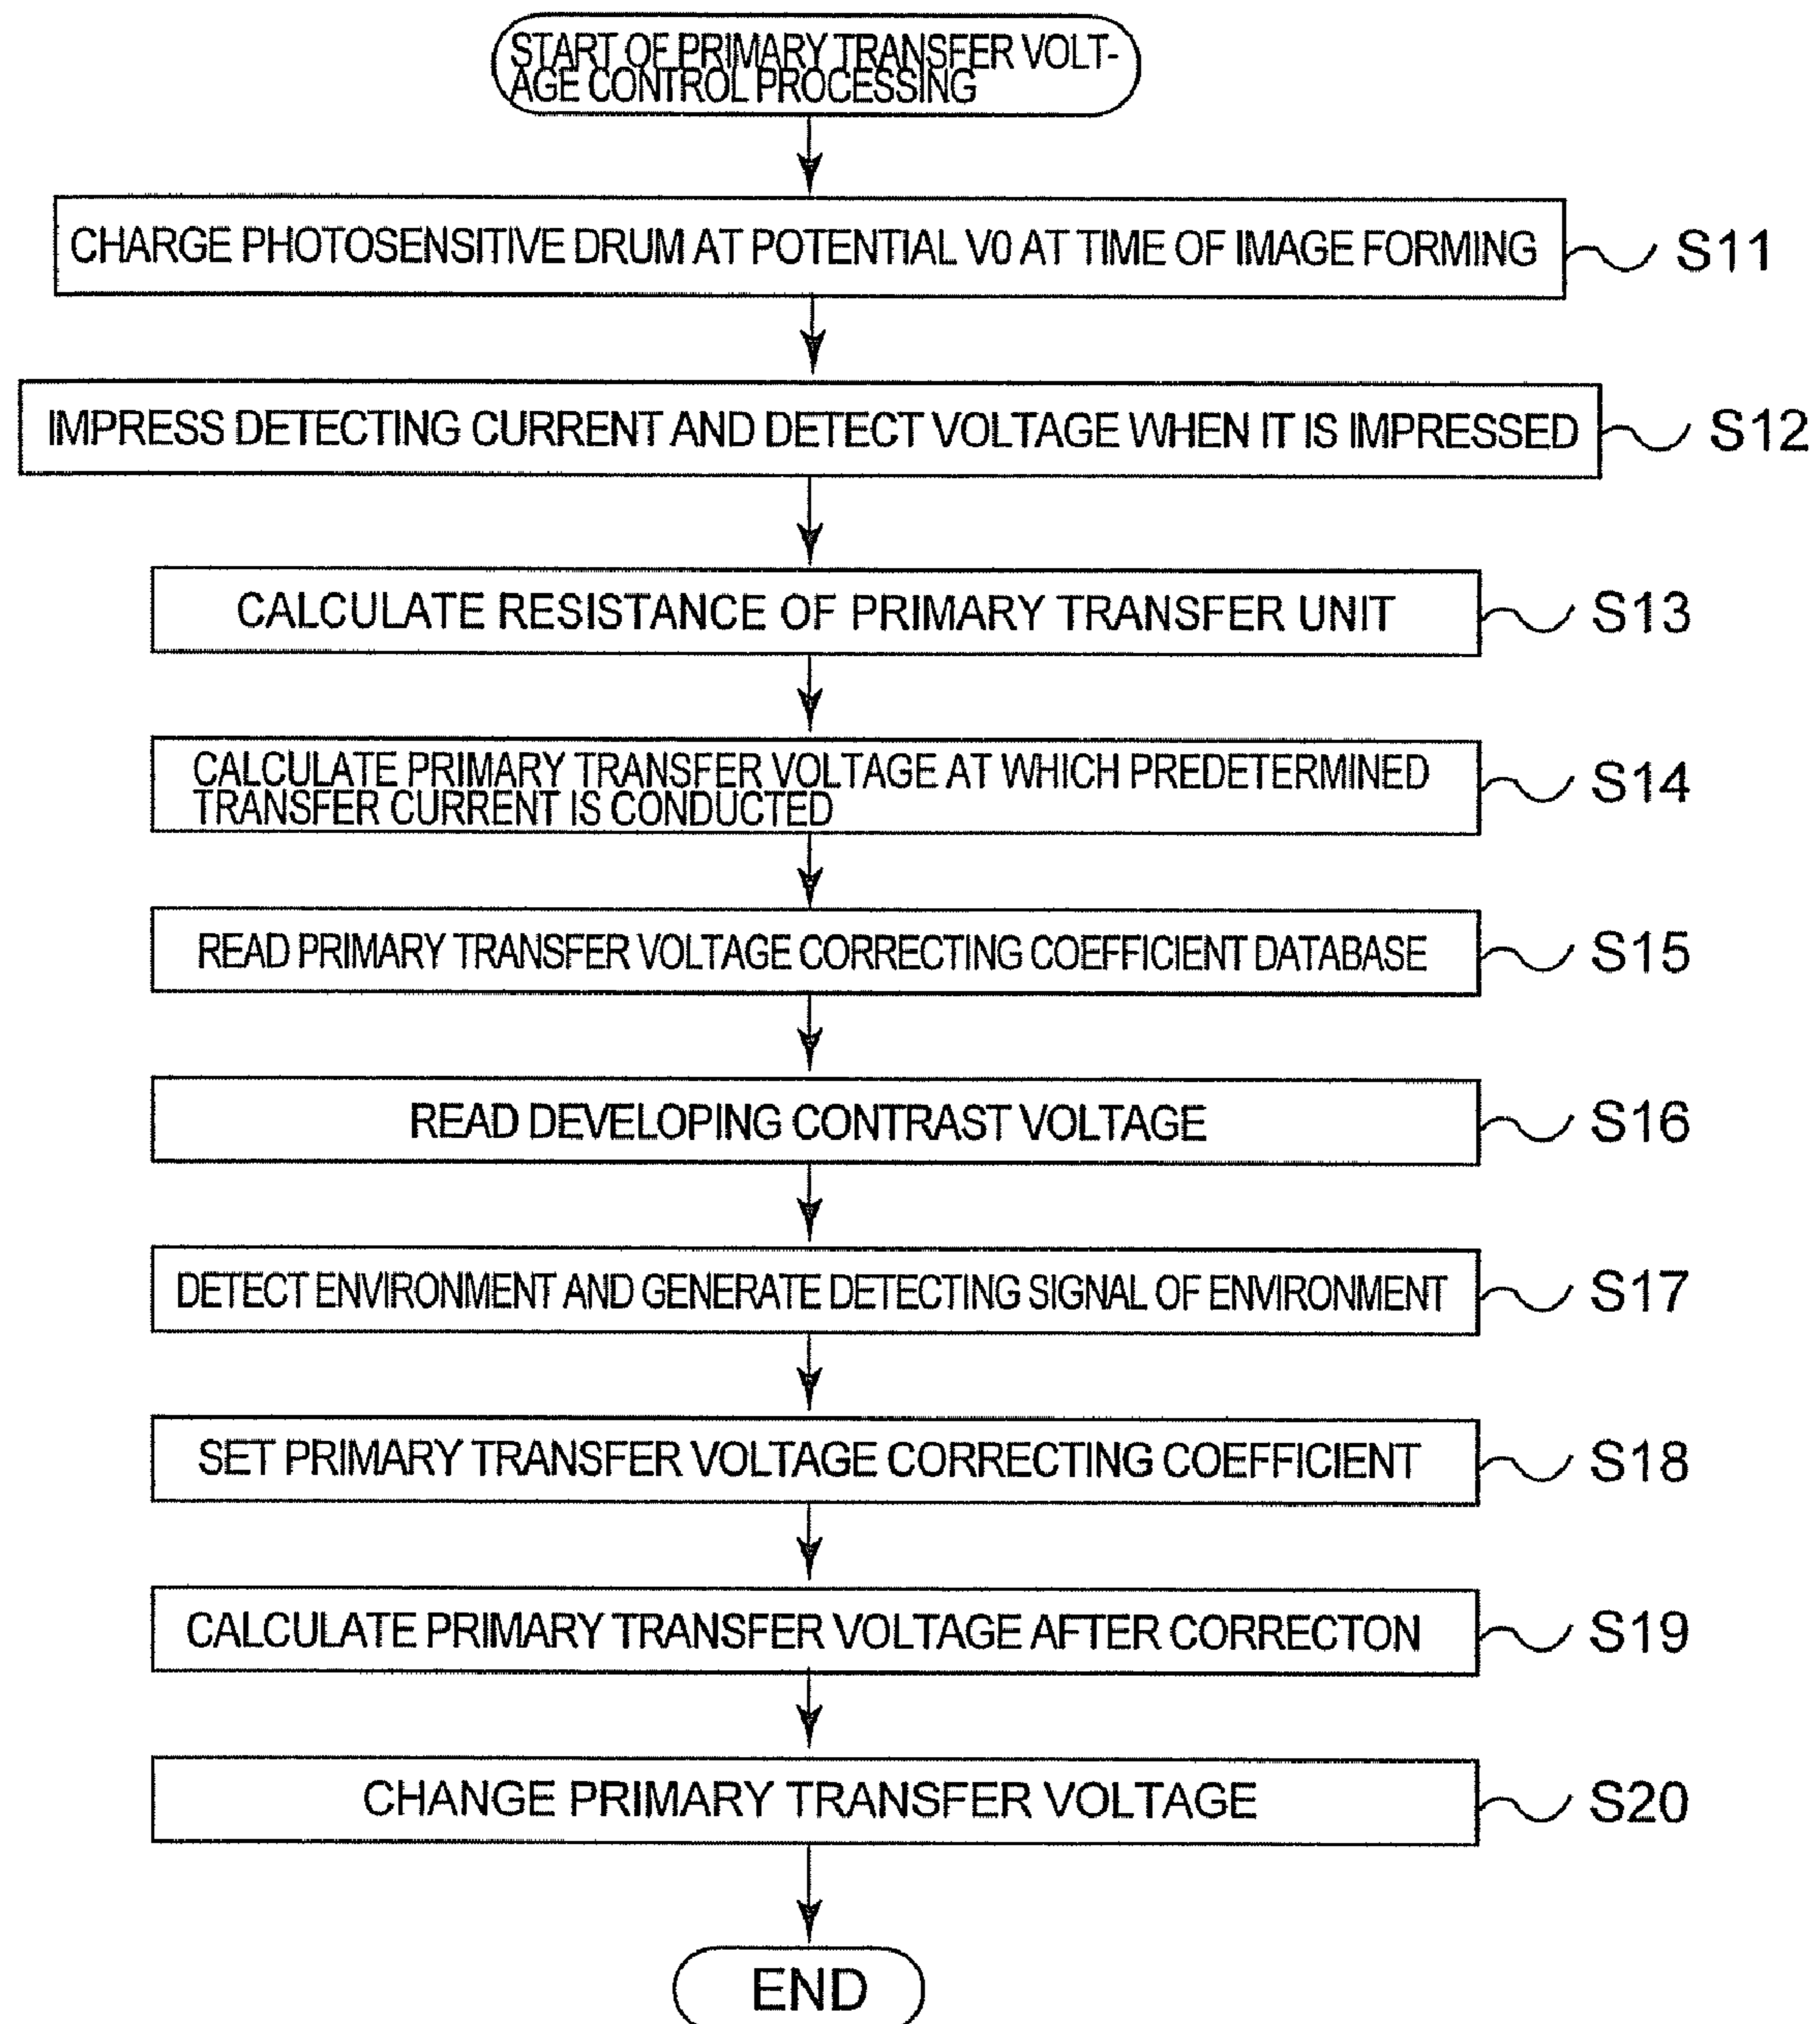 START OF PRIMARY TRANSFER VOLT-
AGE CONTROL PROCESSING
CHARGE PHOTOSENSITIVE DRUM AT POTENTIAL V0 AT TIME OF IMAGE FORMING
S11
IMPRESS DETECTING CURRENT AND DETECT VOLTAGE WHEN IT IS IMPRESSED
S12
CALCULATE RESISTANCE OF PRIMARY TRANSFER UNIT
S13
CALCULATE PRIMARY TRANSFER VOLTAGE AT WHICH PREDETERMINED
TRANSFER CURRENT IS CONDUCTED
S14
READ PRIMARY TRANSFER VOLTAGE CORRECTING COEFFICIENT DATABASE
S15
READ DEVELOPING CONTRAST VOLTAGE
S16
DETECT ENVIRONMENT AND GENERATE DETECTING SIGNAL OF ENVIRONMENT
S17
SET PRIMARY TRANSFER VOLTAGE CORRECTING COEFFICIENT
S18
CALCULATE PRIMARY TRANSFER VOLTAGE AFTER CORRECTON
S19
CHANGE PRIMARY TRANSFER VOLTAGE
S20
END